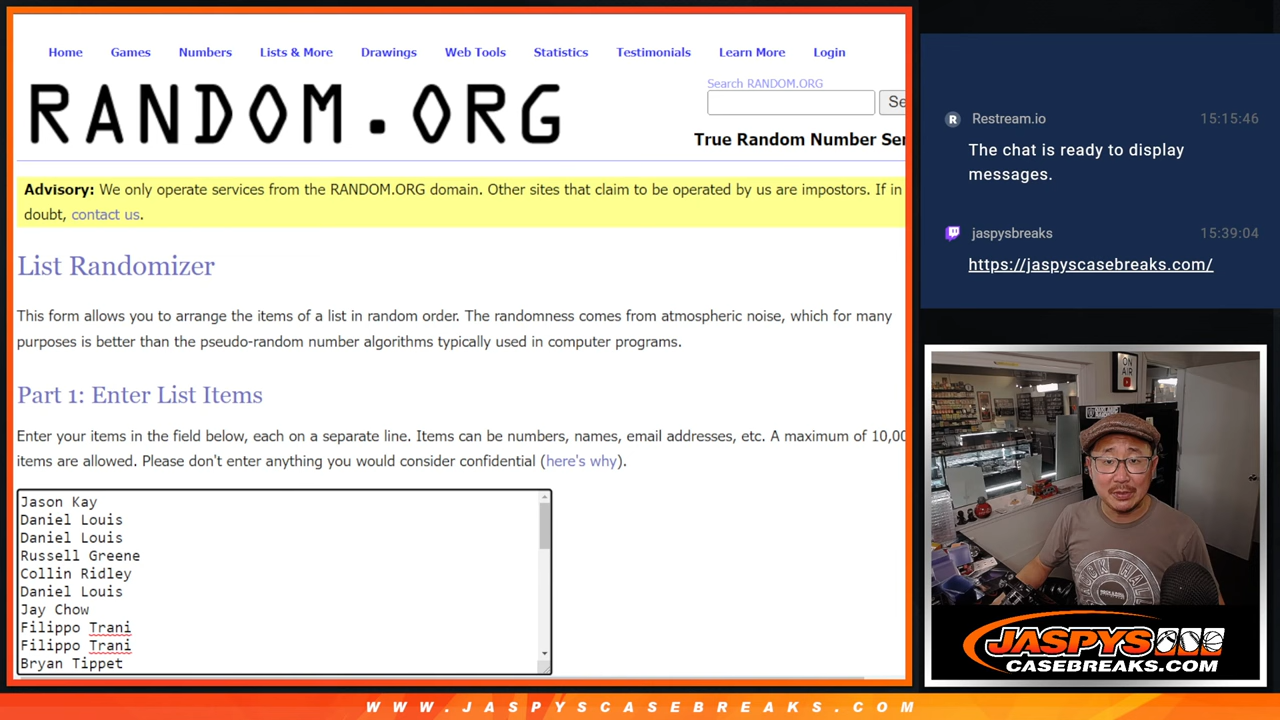 Home Games Numbers Lists & More Drawings Web Tools Statistics Testimonials Learn More Login
RANDOM.ORG
Search RANDOM.ORG
Se
True Random Number Ser
Advisory: We only operate services from the RANDOM.ORG domain. Other sites that claim to be operated by us are impostors. If in
doubt, contact us.
List Randomizer
This form allows you to arrange the items of a list in random order. The randomness comes from atmospheric noise, which for many
purposes is better than the pseudo-random number algorithms typically used in computer programs.
Part 1: Enter List Items
Enter your items in the field below, each on a separate line. Items can be numbers, names, email addresses, etc. A maximum of 10,00
items are allowed. Please don't enter anything you would consider confidential (here's why).
Jason Kay
Daniel Louis
Daniel Louis
Russell Greene
Collin Ridley
Daniel Louis
Jay Chow
Filippo Trani
Filippo Trani
Bryan Tippet
R Restream.io 15:15:46
The chat is ready to display
messages.
jaspysbreaks 15:39:04
https://jaspyscasebreaks.com/
ON
AIR
JASPYS
CASEBREAKS.COM
WWW.JASPYSCASEBREAKS.COM